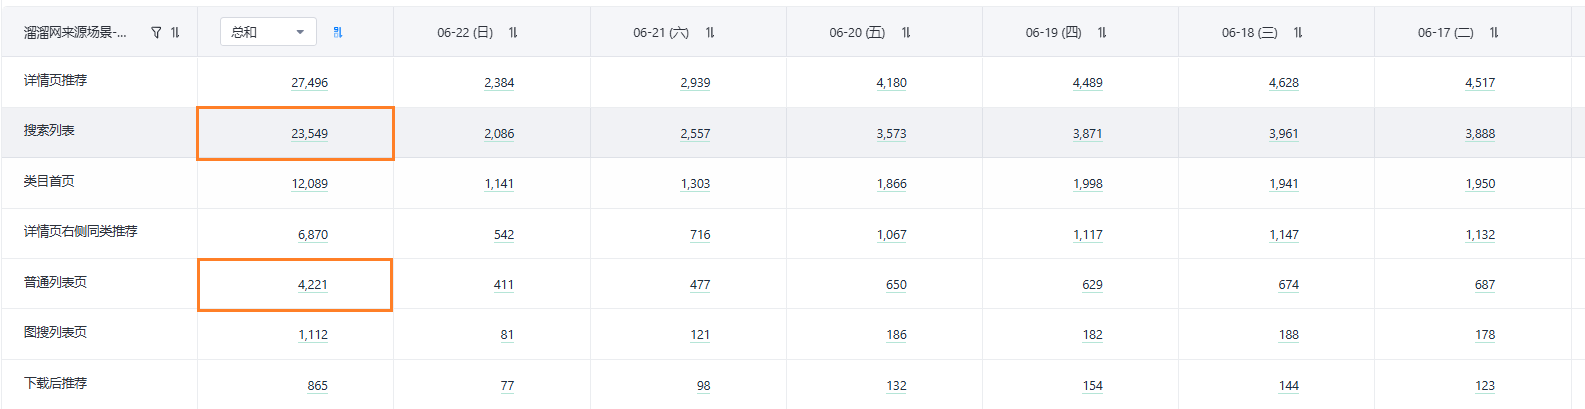 溜溜网来源场景-... 总和 06-22 (日) 06-21 (六) 06-20 (五) 06-19 (四) 06-18 (三) 06-17 (二)
详情页推荐 27,496 2,384 2,939 4,180 4,489 4,628 4,517
搜索列表 23,549 2,086 2,557 3,573 3,871 3,961 3,888
类目首页 12,089 1,141 1,303 1,866 1,998 1,941 1,950
详情页右侧同类推荐 6,870 542 716 1,067 1,117 1,147 1,132
普通列表页 4,221 411 477 650 629 674 687
图搜列表页 1,112 81 121 186 182 188 178
下载后推荐 865 77 98 132 154 144 123